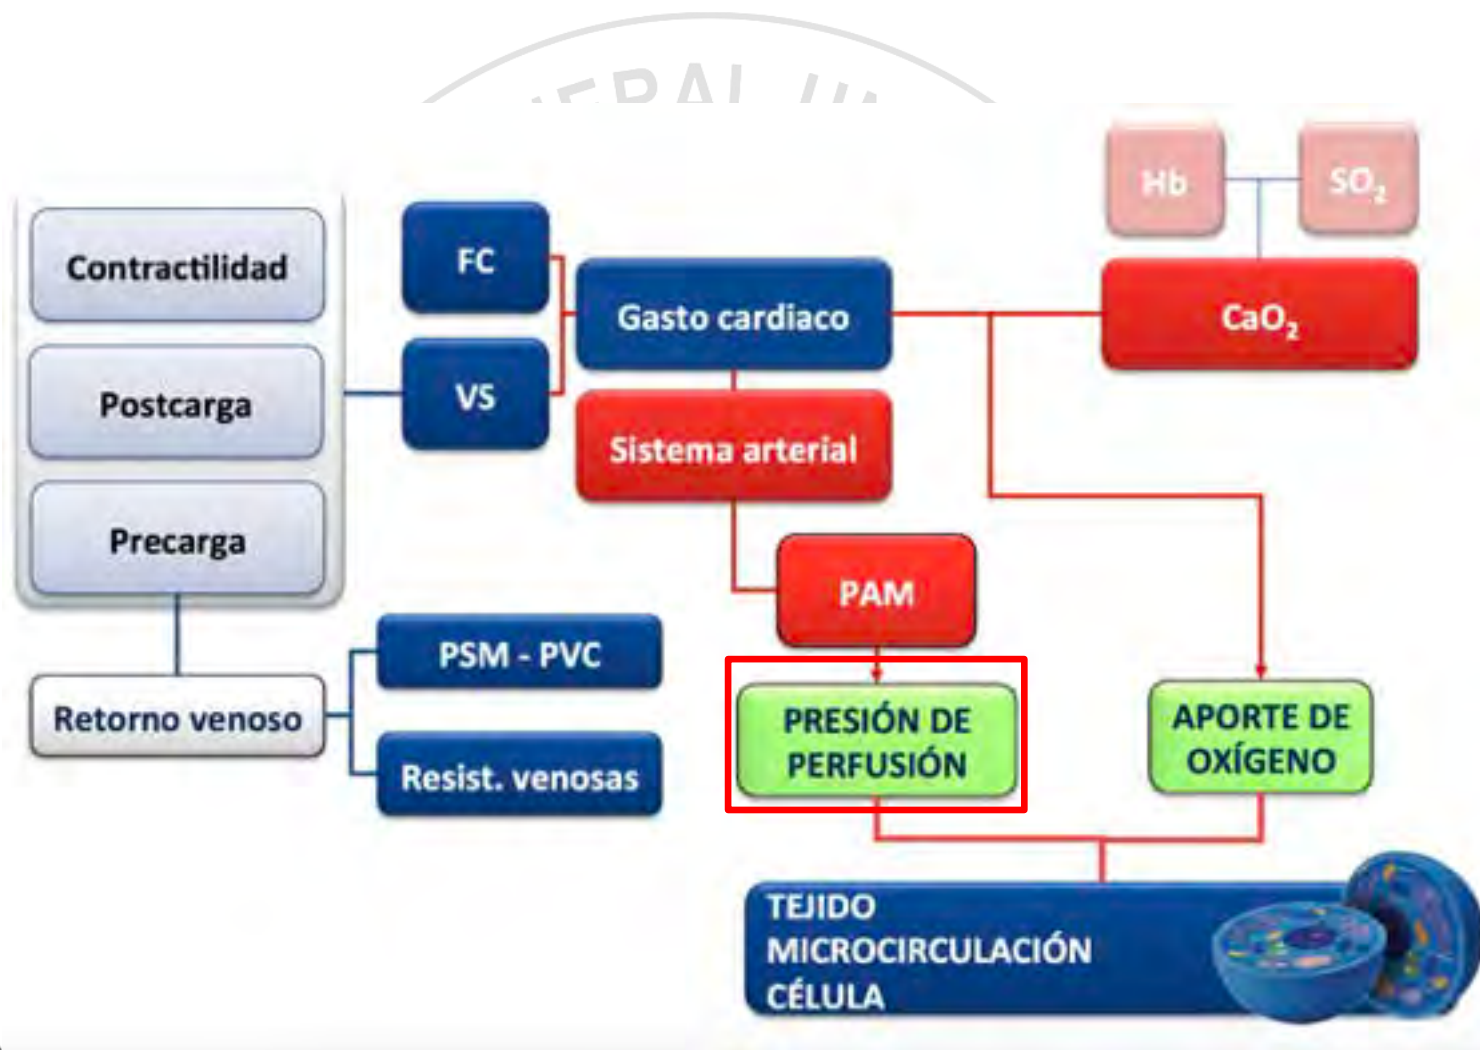 Hb
SO₂
Contractilidad
FC
Gasto cardiaco
CaO₂
Postcarga
VS
Sistema arterial
Precarga
PAM
PSM - PVC
Retorno venoso
Resist. venosas
PRESIÓN DE
PERFUSIÓN
APORTE DE
OXÍGENO
TEJIDO
MICROCIRCULACIÓN
CÉLULA